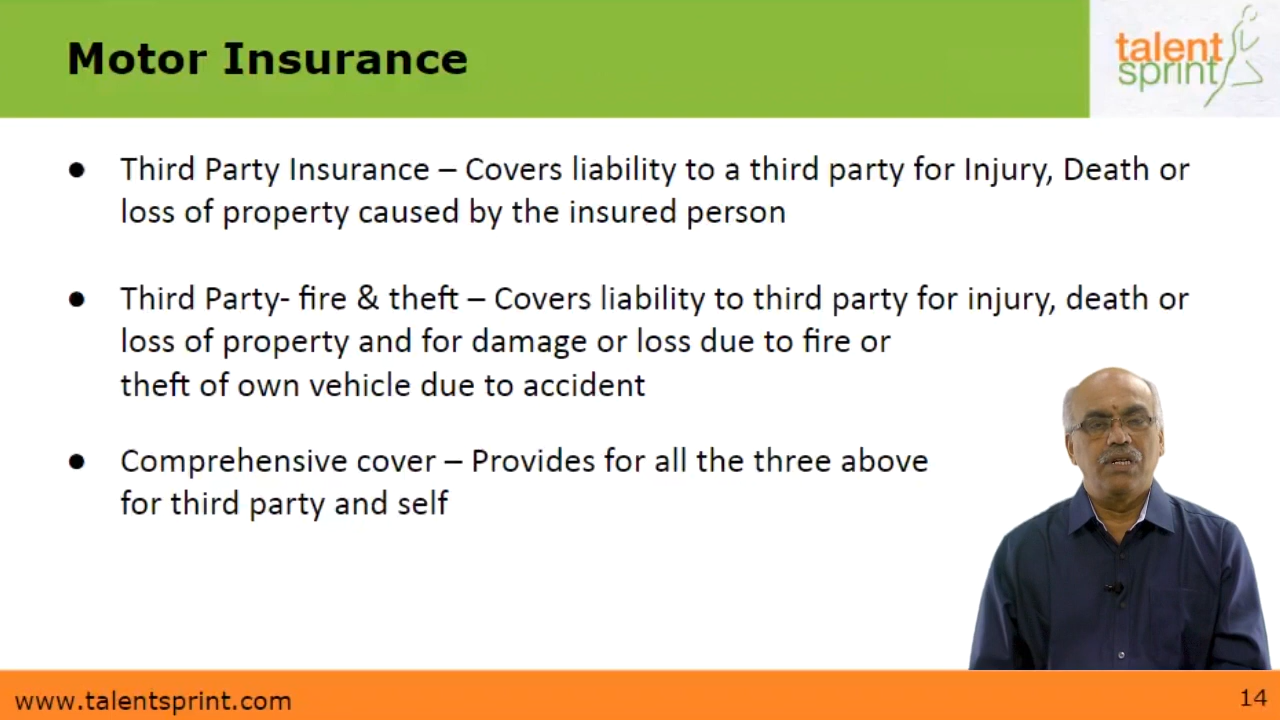 Motor Insurance
talent
sprint
● Third Party Insurance – Covers liability to a third party for Injury, Death or
loss of property caused by the insured person
● Third Party- fire & theft – Covers liability to third party for injury, death or
loss of property and for damage or loss due to fire or
theft of own vehicle due to accident
● Comprehensive cover – Provides for all the three above
for third party and self
www.talentsprint.com
14